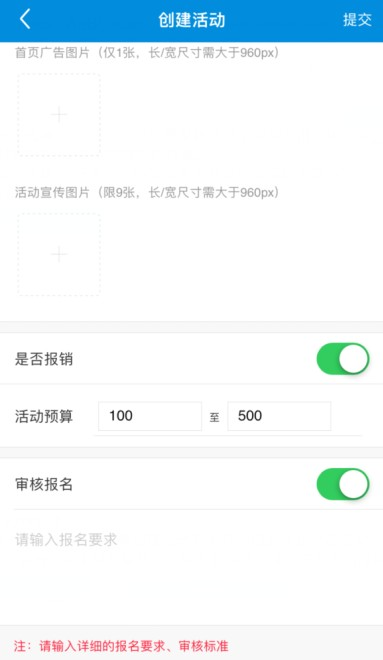 创建活动 提交
首页广告图片（仅1张，长/宽尺寸需大于960px）
活动宣传图片（限9张，长/宽尺寸需大于960px）
是否报销
活动预算 100 至 500
审核报名
请输入报名要求
注：请输入详细的报名要求、审核标准